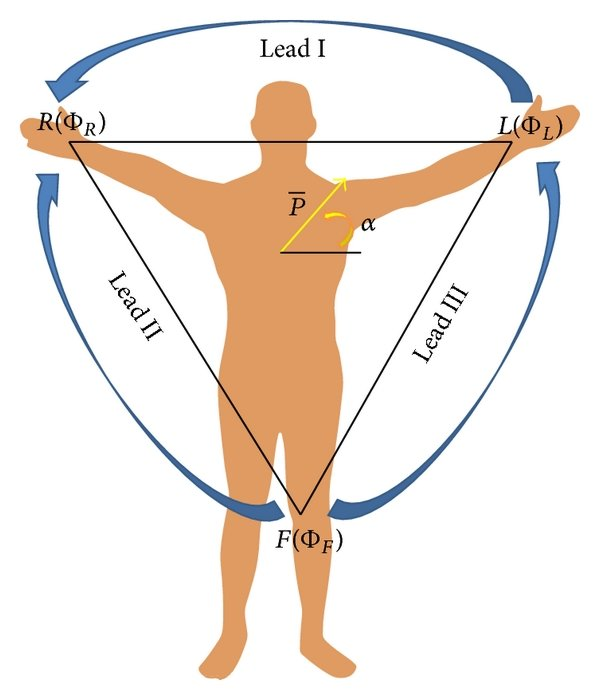 Lead I
R(Φ_R)
L(Φ_L)
P̅
α
Lead II
Lead III
F(Φ_F)